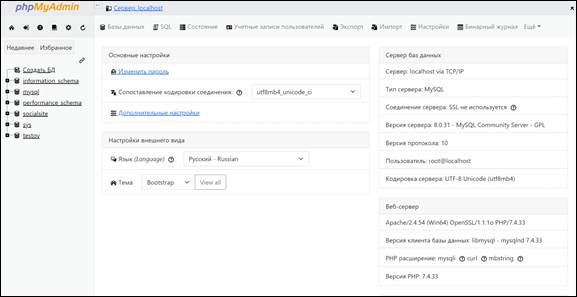 phpMyAdmin
Сервер: localhost
Базы данных SQL Состояние Учетные записи пользователей Экспорт Импорт Настройки Бинарный журнал Ещё
Недавнее Избранное
Создать БД
information_schema
mysql
performance_schema
socialsite
sys
testov
Основные настройки
Изменить пароль
Сопоставление кодировки соединения: utf8mb4_unicode_ci
Дополнительные настройки
Настройки внешнего вида
Язык (Language) Русский - Russian
Тема Bootstrap View all
Сервер баз данных
Сервер: localhost via TCP/IP
Тип сервера: MySQL
Соединение сервера: SSL не используется
Версия сервера: 8.0.31 - MySQL Community Server - GPL
Версия протокола: 10
Пользователь: root@localhost
Кодировка сервера: UTF-8 Unicode (utf8mb4)
Веб-сервер
Apache/2.4.54 (Win64) OpenSSL/1.1.1o PHP/7.4.33
Версия клиента базы данных: libmysql - mysqlnd 7.4.33
PHP расширение: mysqli curl mbstring
Версия PHP: 7.4.33